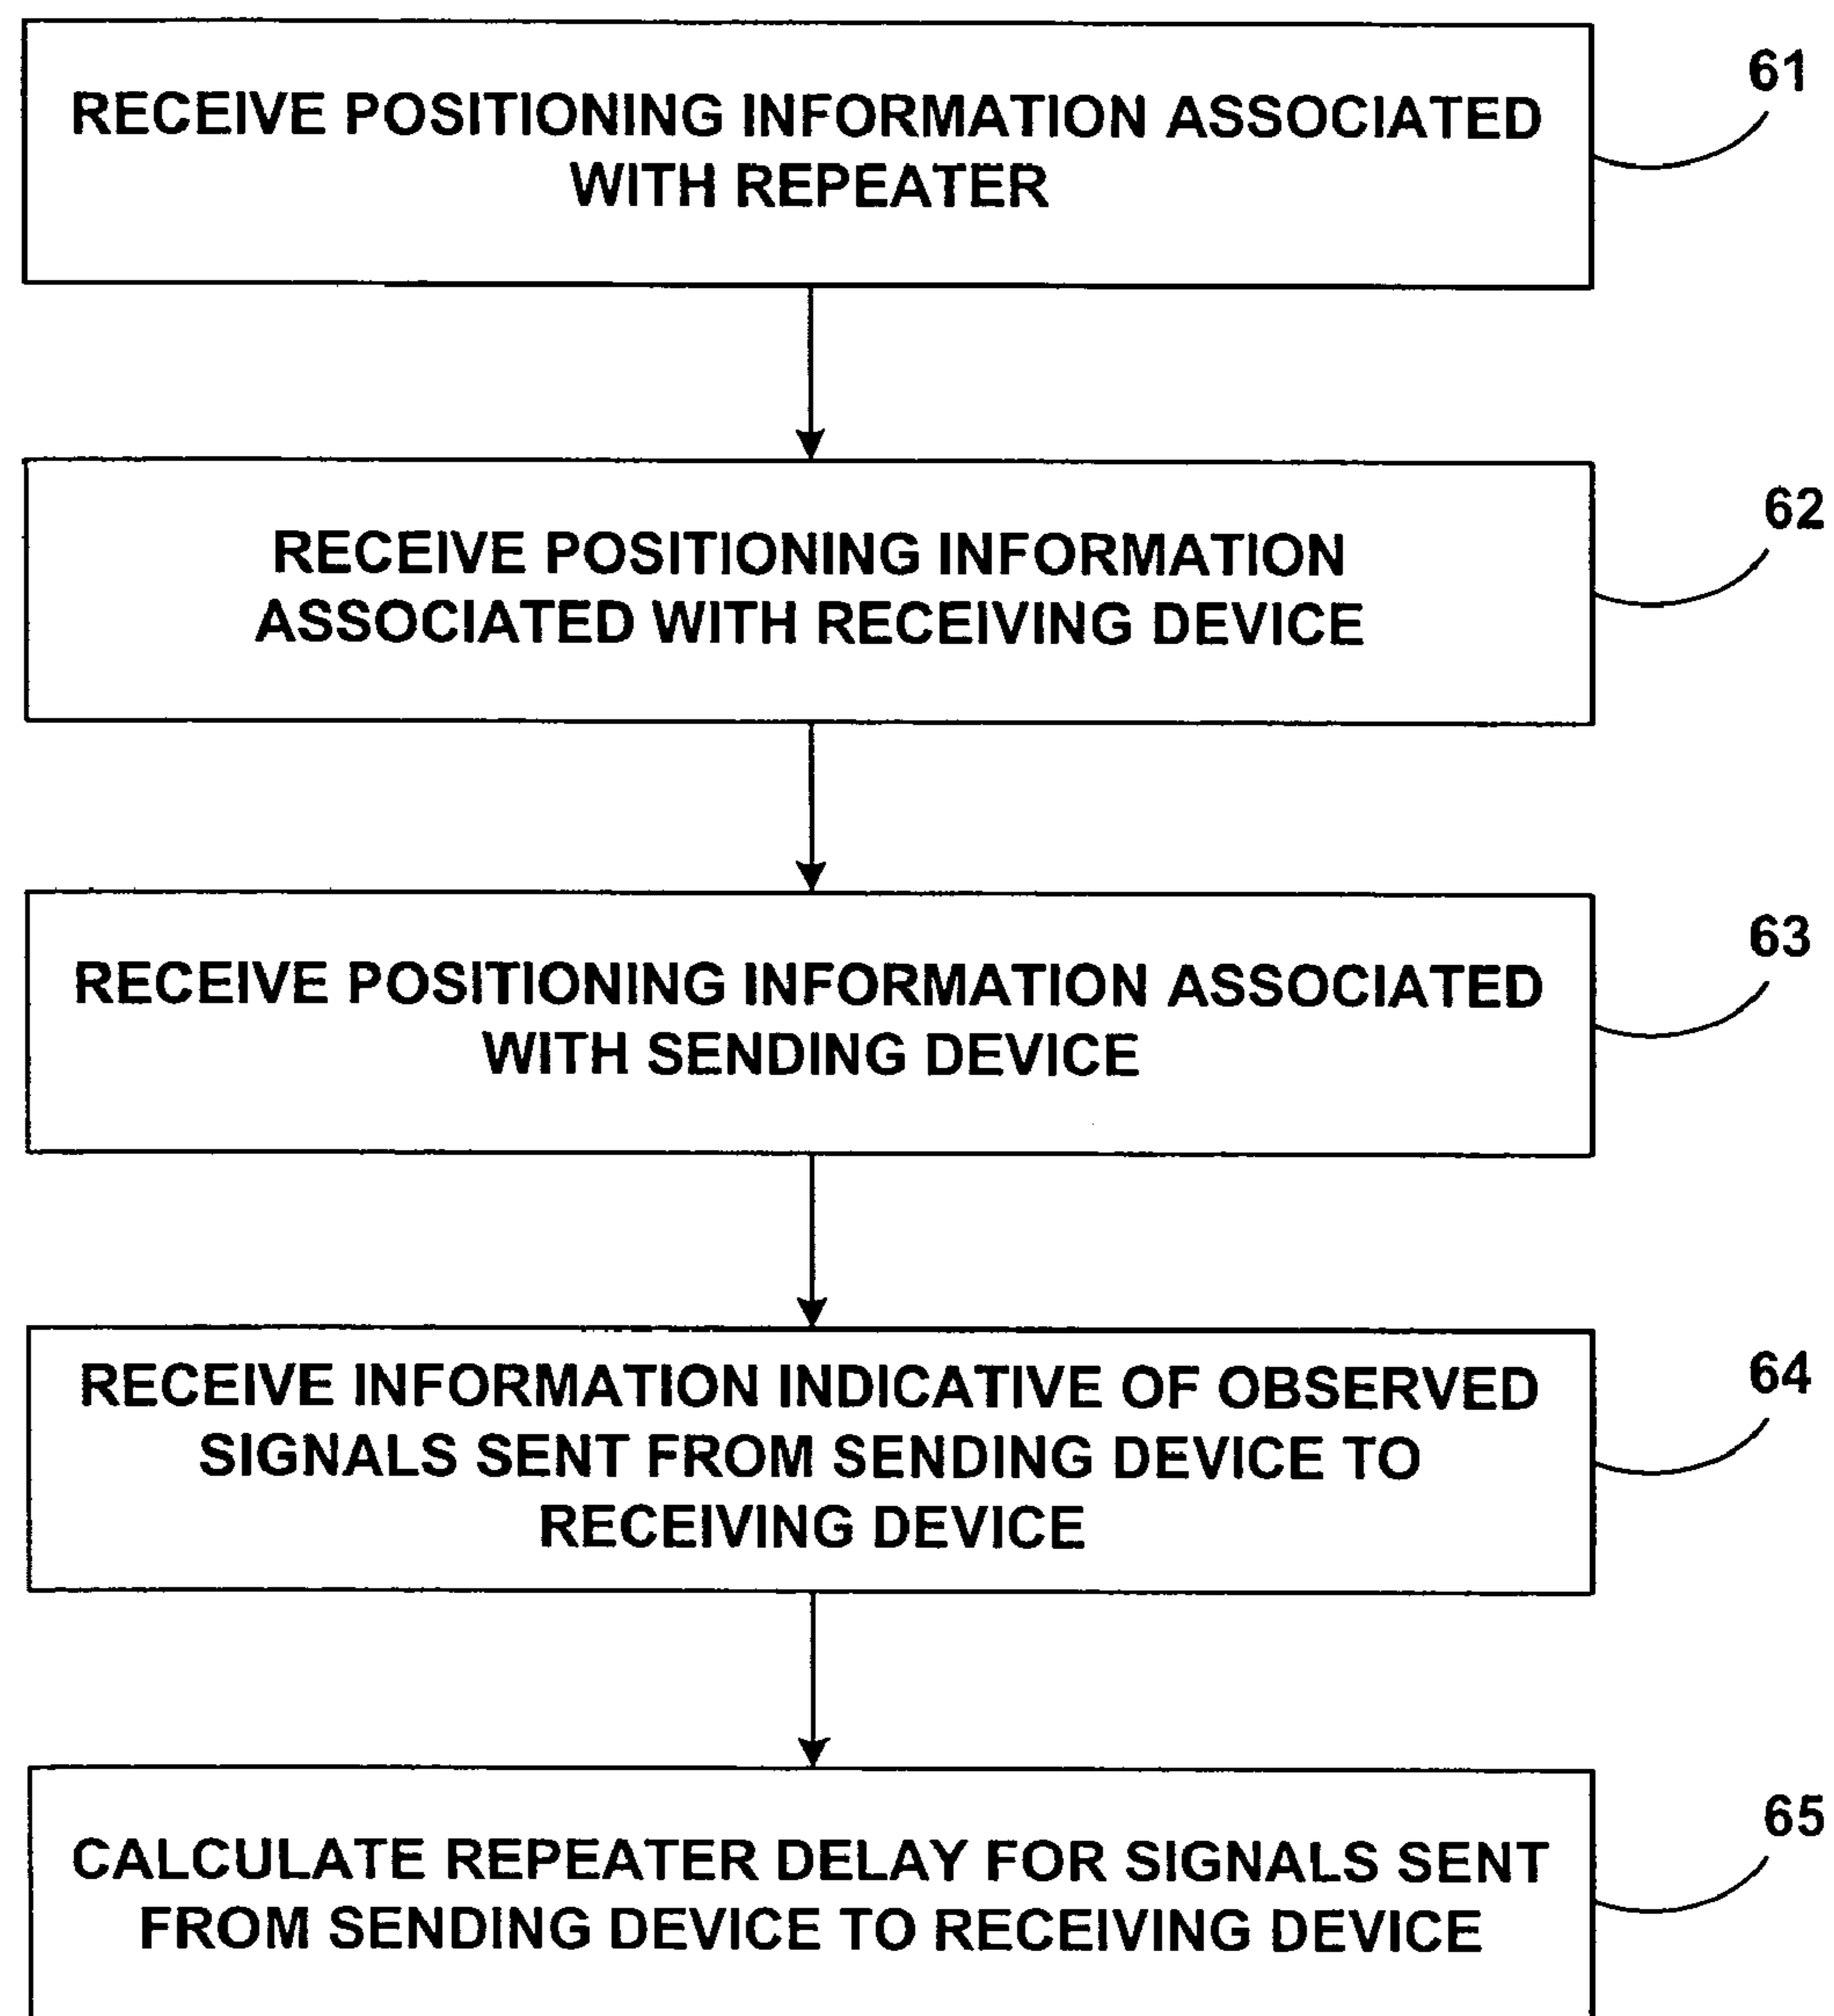 RECEIVE POSITIONING INFORMATION ASSOCIATED
WITH REPEATER
61
RECEIVE POSITIONING INFORMATION
ASSOCIATED WITH RECEIVING DEVICE
62
RECEIVE POSITIONING INFORMATION ASSOCIATED
WITH SENDING DEVICE
63
RECEIVE INFORMATION INDICATIVE OF OBSERVED
SIGNALS SENT FROM SENDING DEVICE TO
RECEIVING DEVICE
64
CALCULATE REPEATER DELAY FOR SIGNALS SENT
FROM SENDING DEVICE TO RECEIVING DEVICE
65